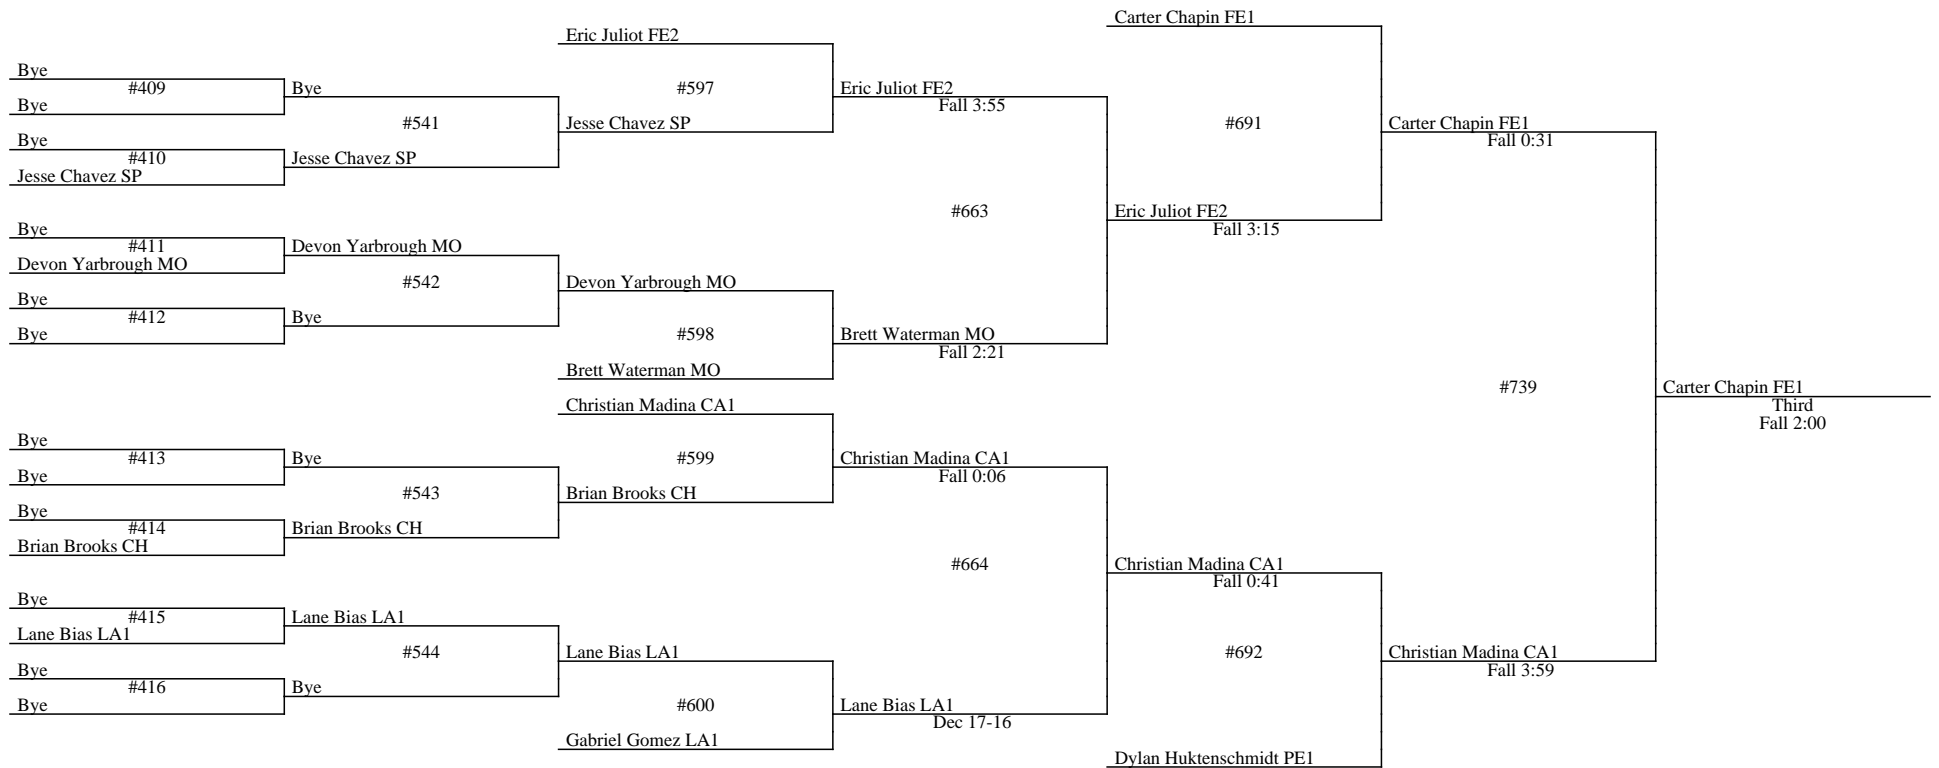 Carter Chapin FE1
Eric Juliot FE2
Bye
#409
Bye
#597
Eric Juliot FE2
Bye
Fall 3:55
#541
Jesse Chavez SP
#691
Carter Chapin FE1
Bye
Fall 0:31
#410
Jesse Chavez SP
Jesse Chavez SP
#663
Eric Juliot FE2
Bye
Fall 3:15
#411
Devon Yarbrough MO
Devon Yarbrough MO
#542
Devon Yarbrough MO
Bye
#412
Bye
Bye
#598
Brett Waterman MO
Fall 2:21
Brett Waterman MO
#739
Carter Chapin FE1
Christian Madina CA1
Third
Fall 2:00
Bye
#413
Bye
#599
Christian Madina CA1
Bye
Fall 0:06
#543
Brian Brooks CH
Bye
#414
Brian Brooks CH
Brian Brooks CH
#664
Christian Madina CA1
Fall 0:41
Bye
#415
Lane Bias LA1
Lane Bias LA1
#544
Lane Bias LA1
#692
Christian Madina CA1
Bye
Fall 3:59
#416
Bye
Bye
#600
Lane Bias LA1
Dec 17-16
Gabriel Gomez LA1
Dylan Huktenschmidt PE1